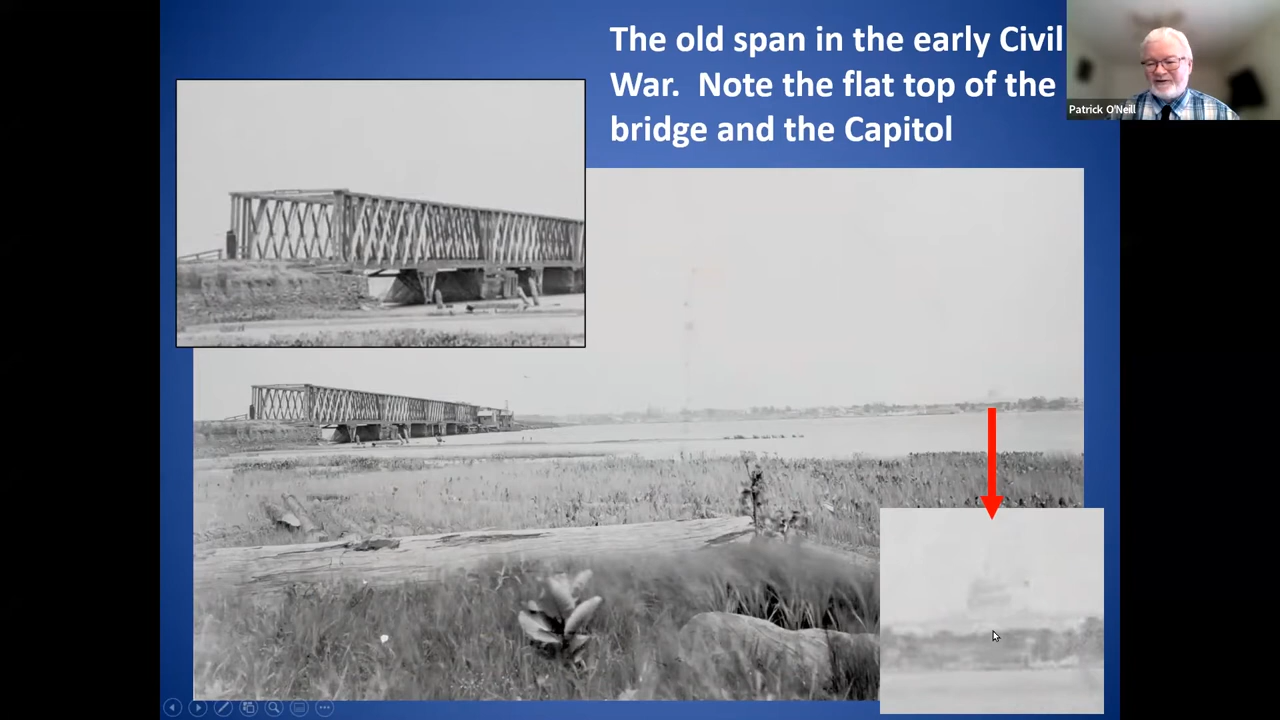 The old span in the early Civil
War.  Note the flat top of the
bridge and the Capitol
Patrick O'Neill